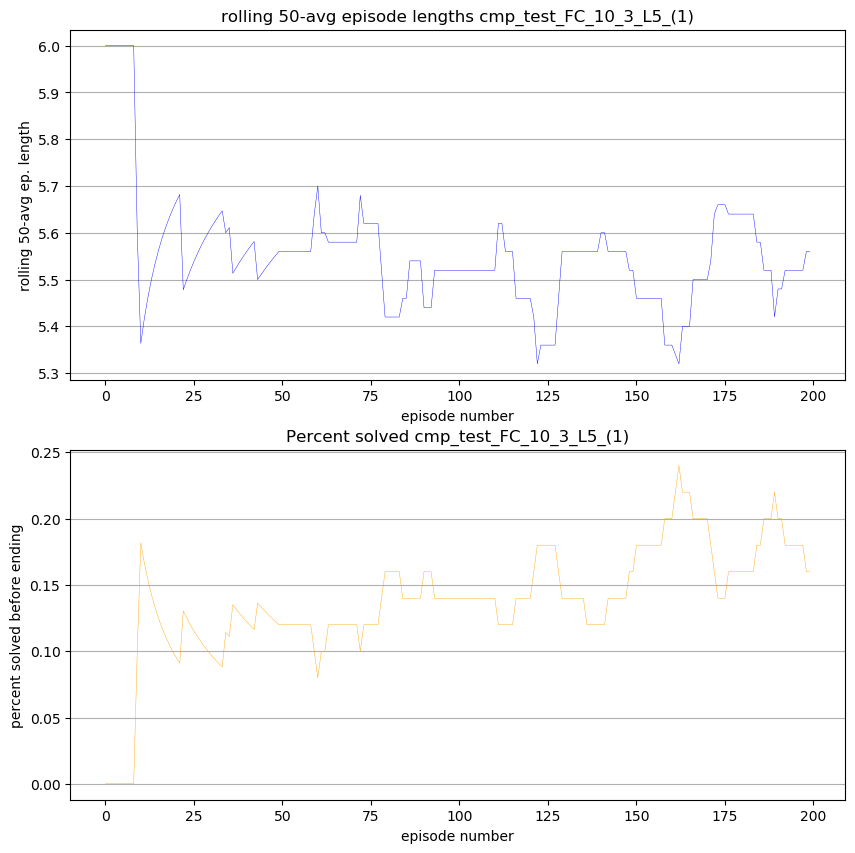 rolling 50-avg episode lengths cmp_test_FC_10_3_L5_(1)
rolling 50-avg ep. length
6.0
5.9
5.8
5.7
5.6
5.5
5.4
5.3
0 25 50 75 100 125 150 175 200
episode number
Percent solved cmp_test_FC_10_3_L5_(1)
percent solved before ending
0.25
0.20
0.15
0.10
0.05
0.00
0 25 50 75 100 125 150 175 200
episode number